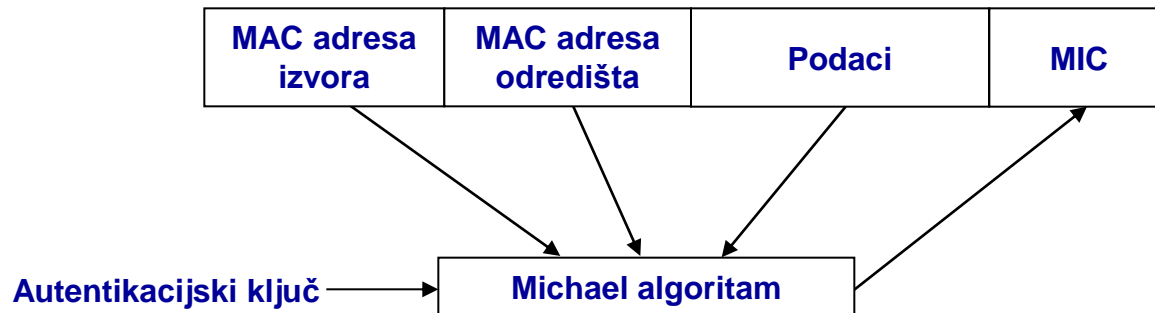 MAC adresa
izvora
MAC adresa
odredišta
Podaci
MIC
Autentikacijski ključ
Michael algoritam